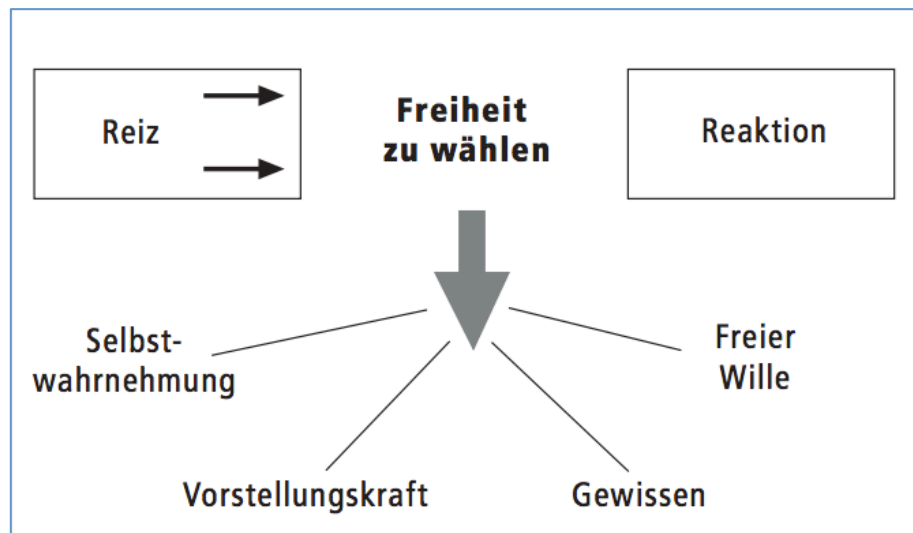 Reiz
Freiheit
zu wählen
Reaktion
Selbst-
wahrnehmung
Freier
Wille
Vorstellungskraft
Gewissen